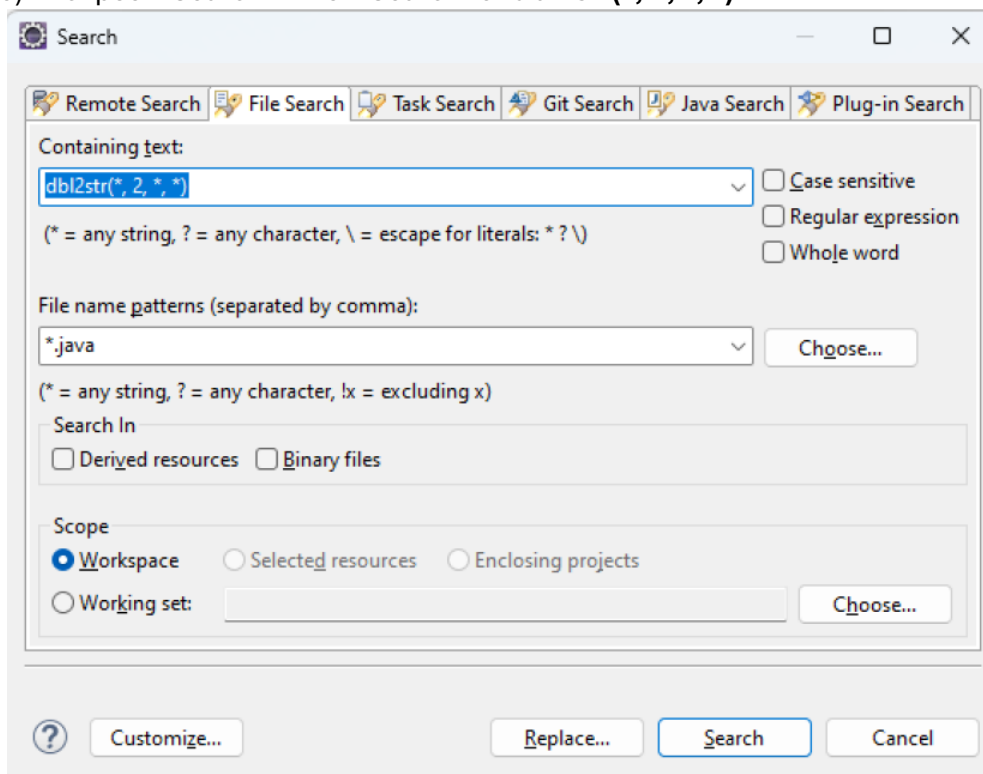 Search
Remote Search File Search Task Search Git Search Java Search Plug-in Search
Containing text:
dbl2str(*, 2, *, *)
Case sensitive
Regular expression
(* = any string, ? = any character, \ = escape for literals: * ? \)
Whole word
File name patterns (separated by comma):
*.java
Choose...
(* = any string, ? = any character, !x = excluding x)
Search In
Derived resources Binary files
Scope
Workspace Selected resources Enclosing projects
Working set:
Choose...
? Customize... Replace... Search Cancel